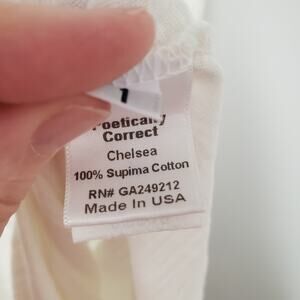 1
Poetically
Correct
Chelsea
100% Supima Cotton
RN# GA249212
Made In USA